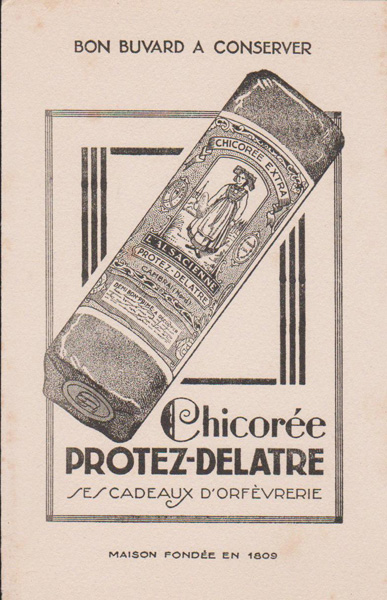 BON BUVARD A CONSERVER
CHICORÉE EXTRA
L'ALSACIENNE
PROTEZ-DELATRE
CAMBRAI (Nord)
Chicorée
PROTEZ-DELATRE
SES CADEAUX D'ORFÈVRERIE
MAISON FONDÉE EN 1809